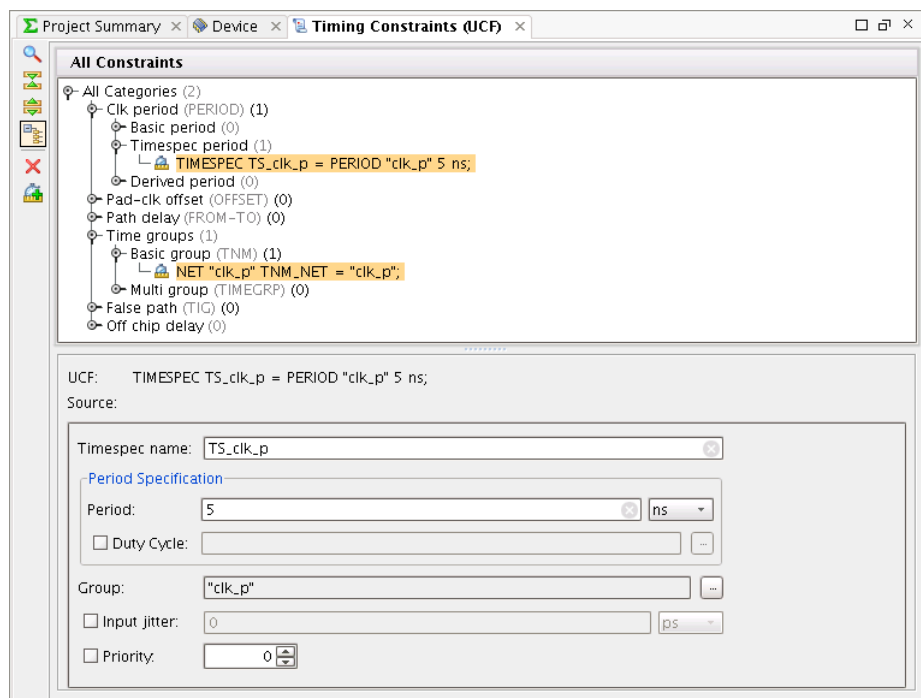 Project Summary × Device × Timing Constraints (UCF) ×
All Constraints
All Categories (2)
Clk period (PERIOD) (1)
Basic period (0)
Timespec period (1)
TIMESPEC TS_clk_p = PERIOD "clk_p" 5 ns;
Derived period (0)
Pad-clk offset (OFFSET) (0)
Path delay (FROM-TO) (0)
Time groups (1)
Basic group (TNM) (1)
NET "clk_p" TNM_NET = "clk_p";
Multi group (TIMEGRP) (0)
False path (TIG) (0)
Off chip delay (0)
UCF: TIMESPEC TS_clk_p = PERIOD "clk_p" 5 ns;
Source:
Timespec name: TS_clk_p
Period Specification
Period: 5 ns
Duty Cycle: ...
Group: "clk_p" ...
Input jitter: 0 ps
Priority: 0